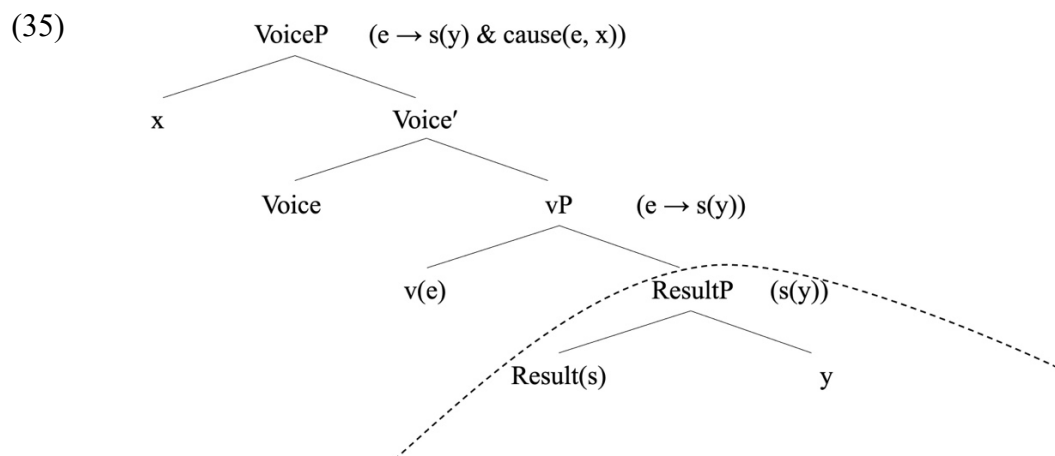 (35)
VoiceP (e → s(y) & cause(e, x))
x Voice′
Voice vP (e → s(y))
v(e) ResultP (s(y))
Result(s) y